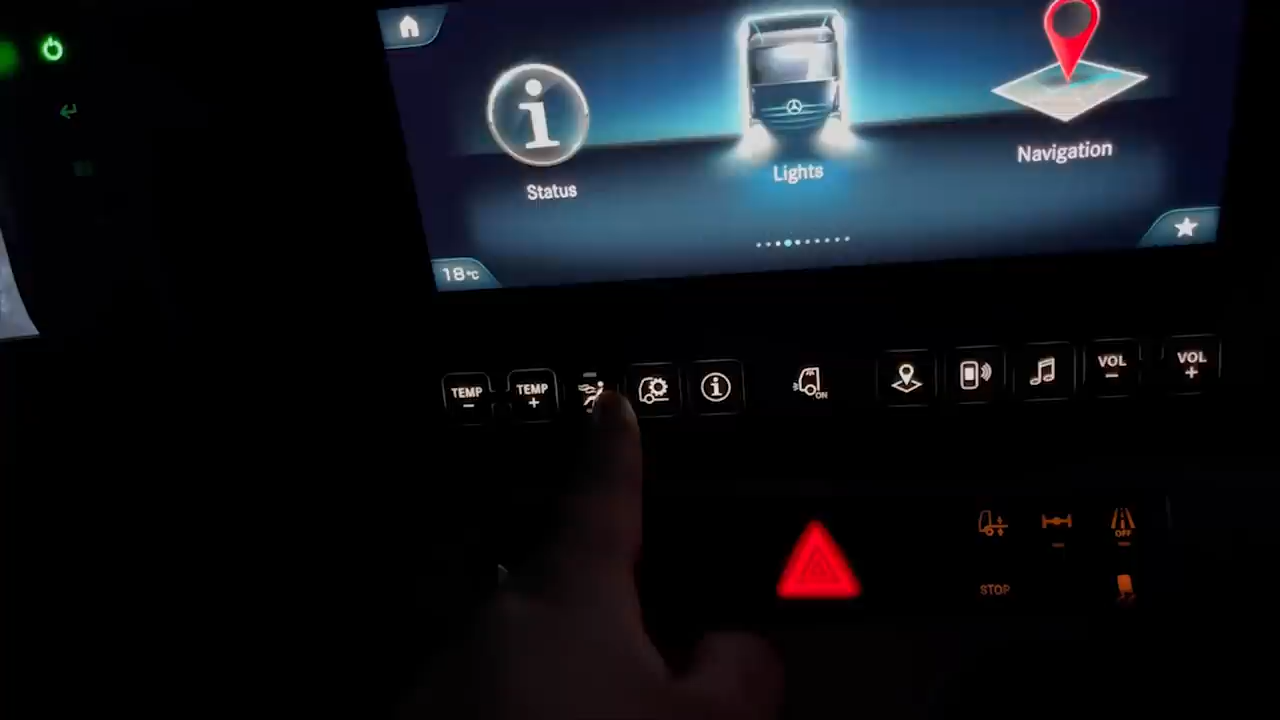 Status
Lights
Navigation
18°C
TEMP
−
TEMP
+
ON
VOL
−
VOL
+
OFF
STOP